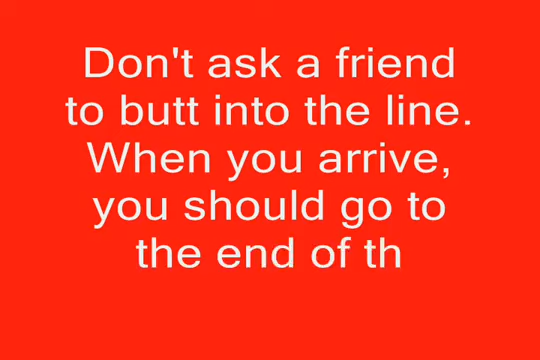 Don't ask a friend
to butt into the line.
When you arrive,
you should go to
the end of th